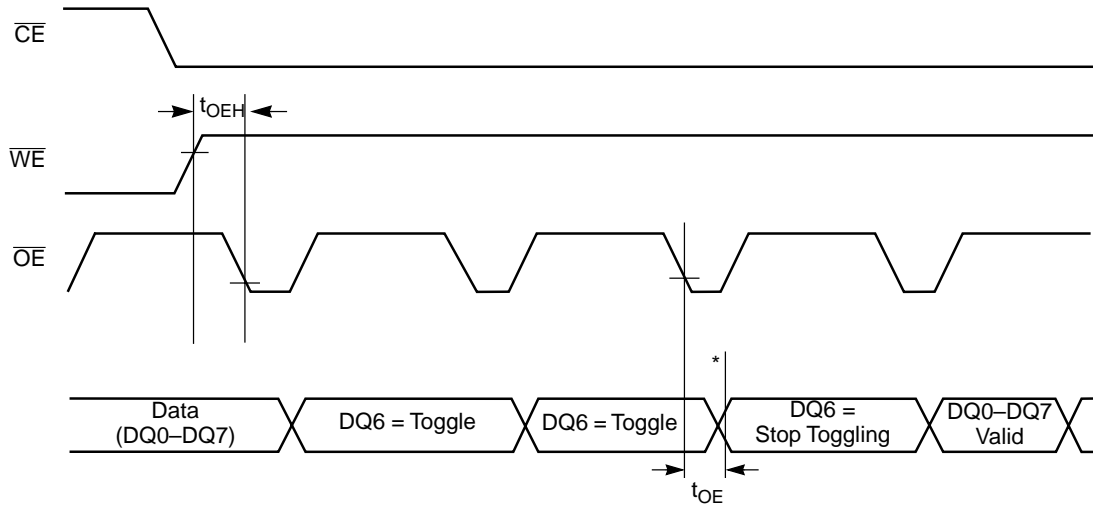 CE
tOEH
WE
OE
*
Data
(DQ0–DQ7)
DQ6 = Toggle
DQ6 = Toggle
DQ6 =
Stop Toggling
DQ0–DQ7
Valid
tOE